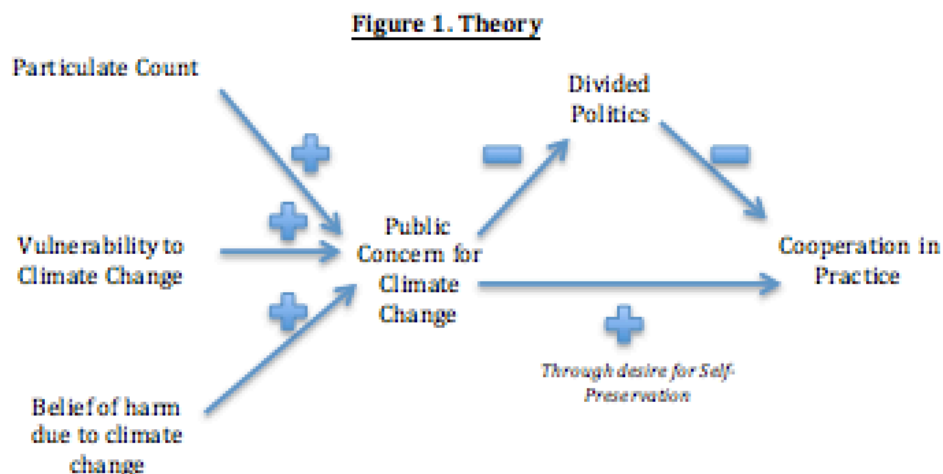 Figure 1. Theory
Particulate Count
Divided
Politics
Vulnerability to
Climate Change
Public
Concern for
Climate
Change
Cooperation in
Practice
Through desire for Self-
Preservation
Belief of harm
due to climate
change